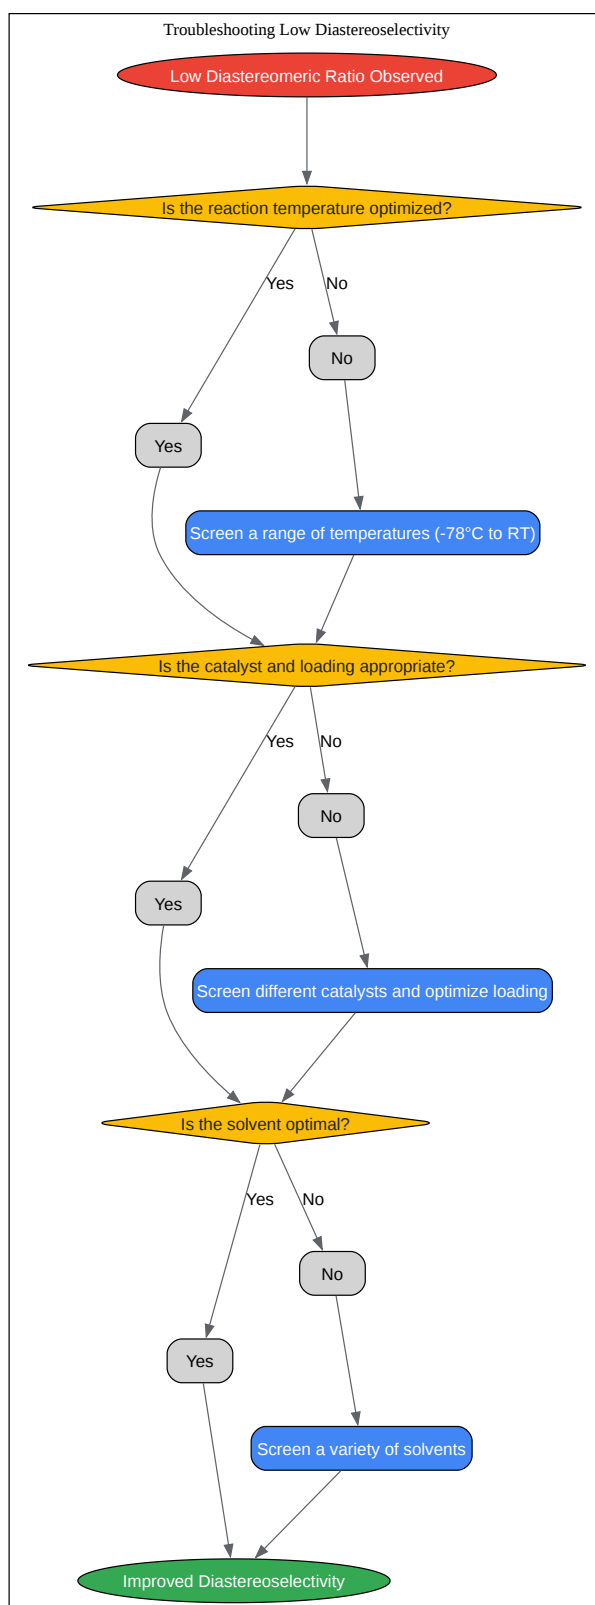 Troubleshooting Low Diastereoselectivity
Low Diastereomeric Ratio Observed
Is the reaction temperature optimized?
Yes
No
No
Yes
Screen a range of temperatures (-78°C to RT)
Is the catalyst and loading appropriate?
Yes
No
No
Yes
Screen different catalysts and optimize loading
Is the solvent optimal?
Yes
No
No
Yes
Screen a variety of solvents
Improved Diastereoselectivity